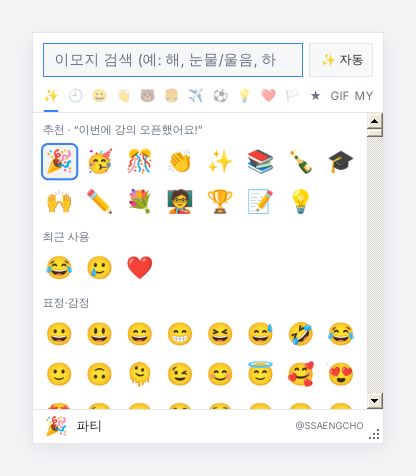 이모지 검색 (예: 해, 눈물/울음, 하
✨ 자동
★ GIF MY
추천 · “이번에 강의 오픈했어요!”
최근 사용
표정·감정
파티
@SSAENGCHO